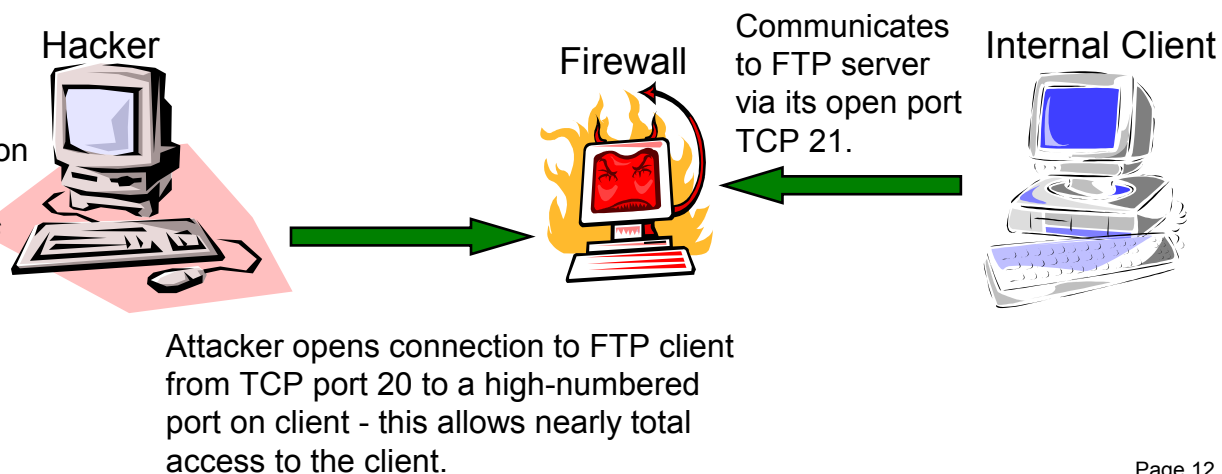 Hacker
on
Firewall
Communicates
to FTP server
via its open port
TCP 21.
Internal Client
Attacker opens connection to FTP client
from TCP port 20 to a high-numbered
port on client - this allows nearly total
access to the client.
Page 12